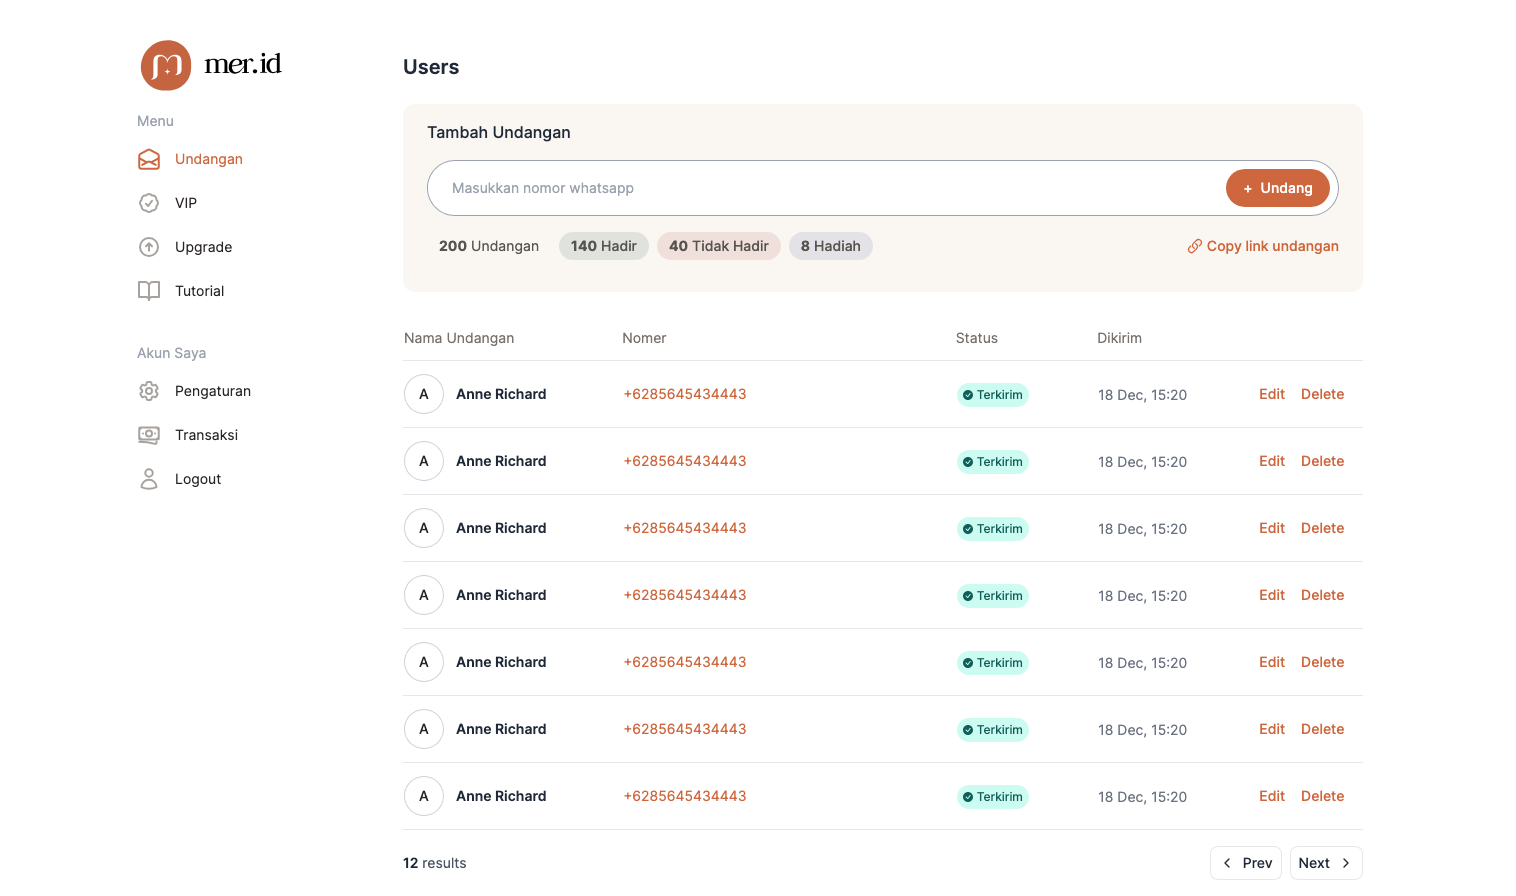 mer.id
Menu
Undangan
VIP
Upgrade
Tutorial
Akun Saya
Pengaturan
Transaksi
Logout
Users
Tambah Undangan
Masukkan nomor whatsapp
+ Undang
200 Undangan 140 Hadir 40 Tidak Hadir 8 Hadiah Copy link undangan
Nama Undangan Nomer Status Dikirim
A Anne Richard +6285645434443 Terkirim 18 Dec, 15:20 Edit Delete
A Anne Richard +6285645434443 Terkirim 18 Dec, 15:20 Edit Delete
A Anne Richard +6285645434443 Terkirim 18 Dec, 15:20 Edit Delete
A Anne Richard +6285645434443 Terkirim 18 Dec, 15:20 Edit Delete
A Anne Richard +6285645434443 Terkirim 18 Dec, 15:20 Edit Delete
A Anne Richard +6285645434443 Terkirim 18 Dec, 15:20 Edit Delete
A Anne Richard +6285645434443 Terkirim 18 Dec, 15:20 Edit Delete
12 results Prev Next